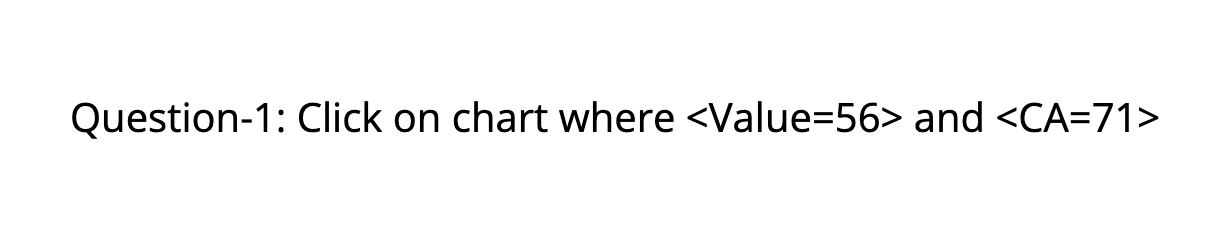 Question-1: Click on chart where <Value=56> and <CA=71>